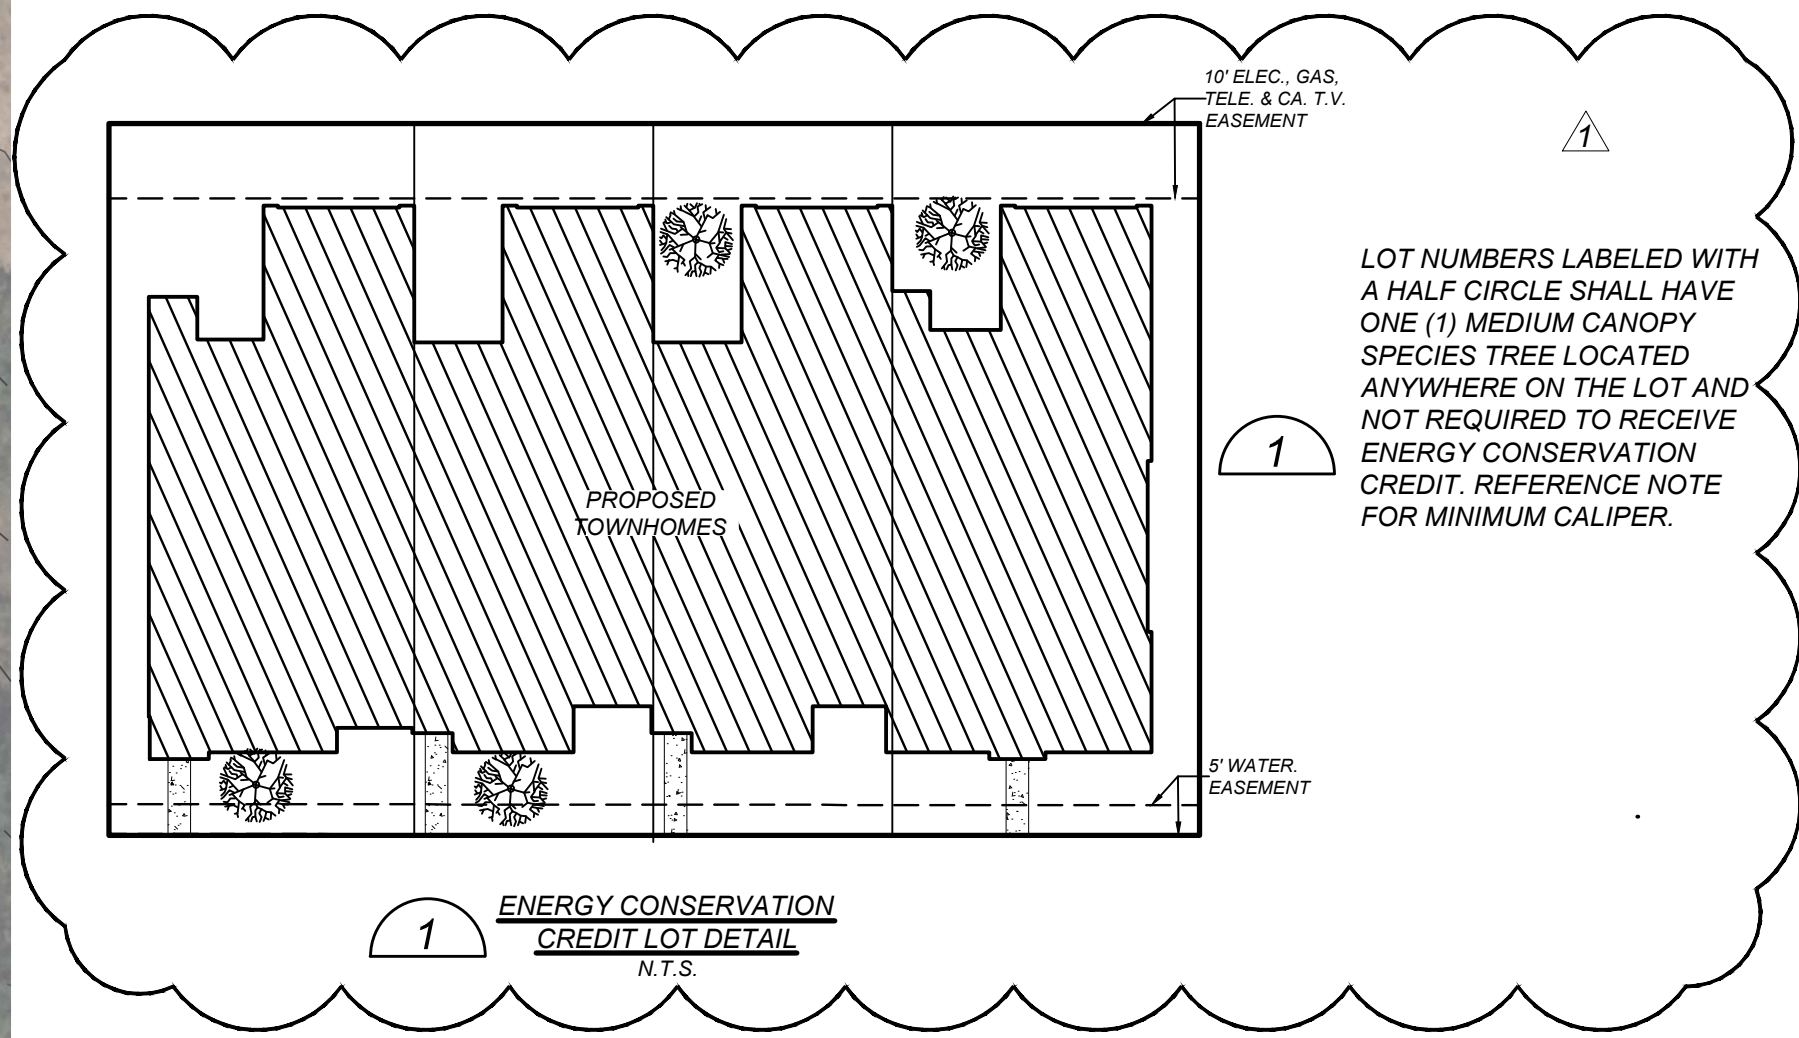 10' ELEC., GAS,
TELE. & CA. T.V.
EASEMENT
1
LOT NUMBERS LABELED WITH
A HALF CIRCLE SHALL HAVE
ONE (1) MEDIUM CANOPY
SPECIES TREE LOCATED
ANYWHERE ON THE LOT AND
NOT REQUIRED TO RECEIVE
ENERGY CONSERVATION
CREDIT. REFERENCE NOTE
FOR MINIMUM CALIPER.
1
PROPOSED
TOWNHOMES
5' WATER.
EASEMENT
1
ENERGY CONSERVATION
CREDIT LOT DETAIL
N.T.S.